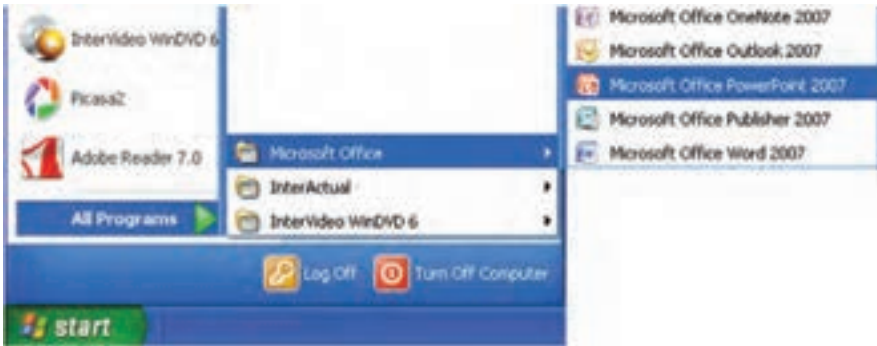 InterVideo WinDVD 6
Picasa2
Adobe Reader 7.0
All Programs
Microsoft Office
InterActual
InterVideo WinDVD 6
Microsoft Office OneNote 2007
Microsoft Office Outlook 2007
Microsoft Office PowerPoint 2007
Microsoft Office Publisher 2007
Microsoft Office Word 2007
Log Off
Turn Off Computer
start